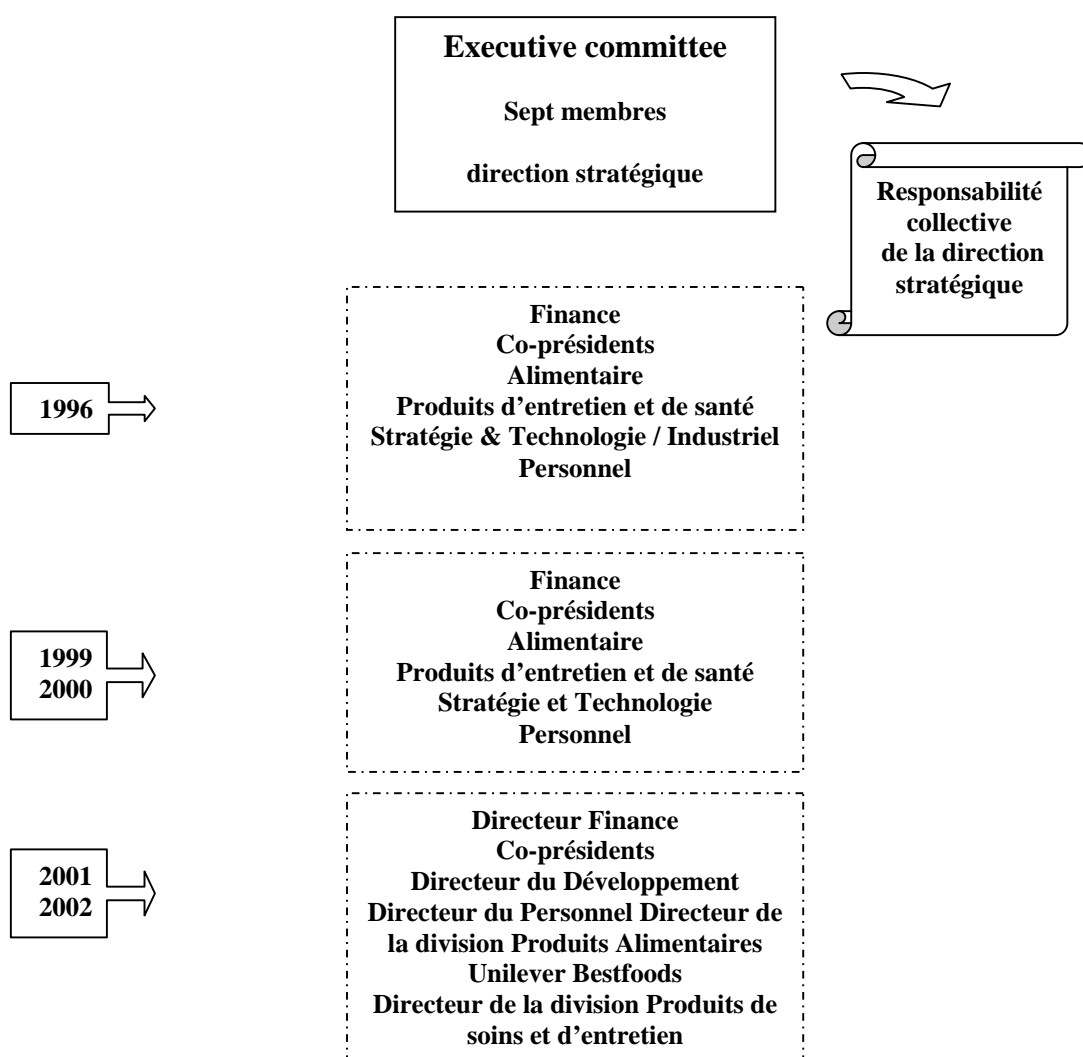 Executive committee
Sept membres
direction stratégique
Responsabilité
collective
de la direction
stratégique
1996
Finance
Co-présidents
Alimentaire
Produits d’entretien et de santé
Stratégie & Technologie / Industriel
Personnel
1999
2000
Finance
Co-présidents
Alimentaire
Produits d’entretien et de santé
Stratégie et Technologie
Personnel
2001
2002
Directeur Finance
Co-présidents
Directeur du Développement
Directeur du Personnel Directeur de
la division Produits Alimentaires
Unilever Bestfoods
Directeur de la division Produits de
soins et d’entretien